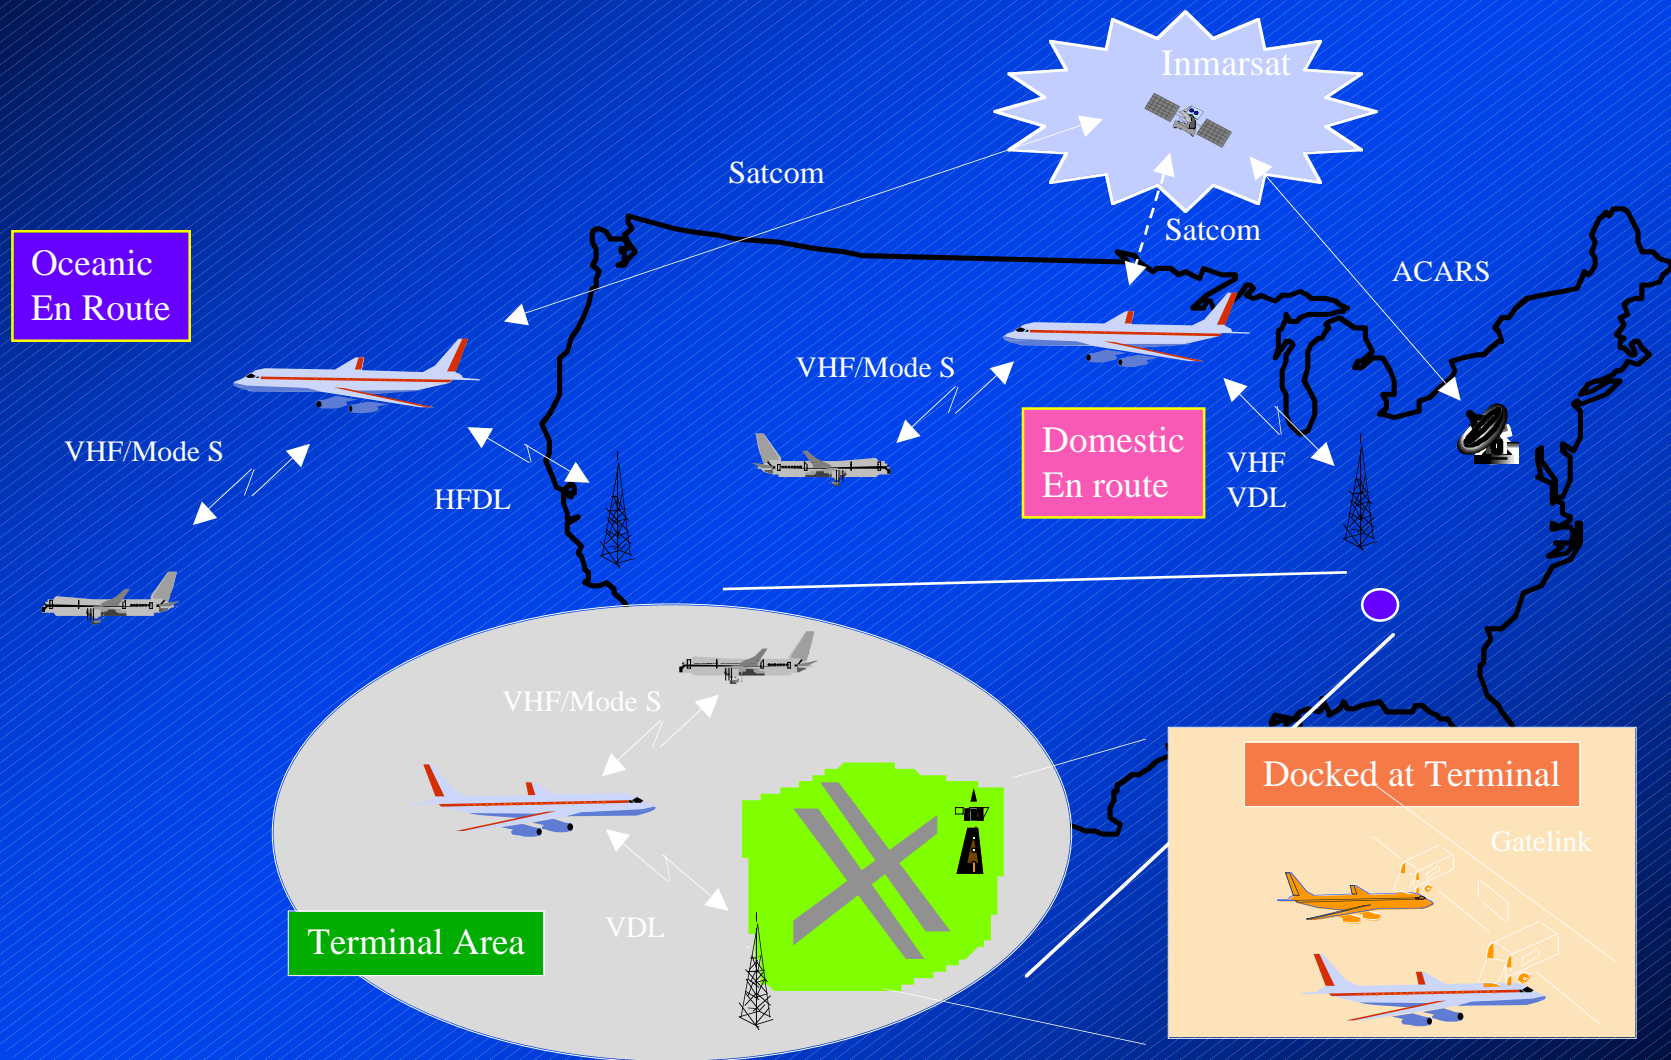 Inmarsat
Satcom
Satcom
Oceanic
En Route
ACARS
VHF/Mode S
VHF/Mode S
HFDL
Domestic
En route
VHF
VDL
VHF/Mode S
Docked at Terminal
Gatelink
VDL
Terminal Area